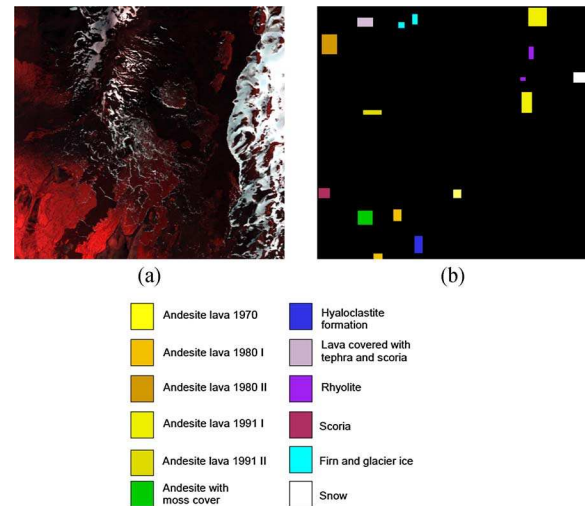 (a)
(b)
Andesite lava 1970
Andesite lava 1980 I
Andesite lava 1980 II
Andesite lava 1991 I
Andesite lava 1991 II
Andesite with
moss cover
Hyaloclastite
formation
Lava covered with
tephra and scoria
Rhyolite
Scoria
Firn and glacier ice
Snow